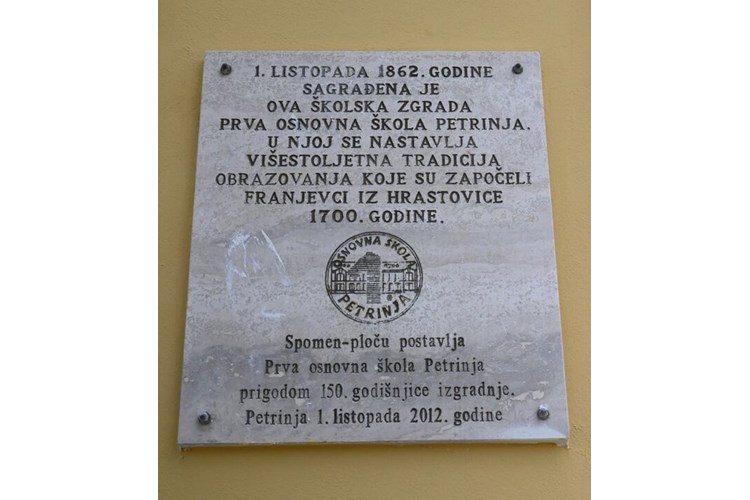 1. LISTOPADA 1862. GODINE
SAGRAĐENA JE
OVA ŠKOLSKA ZGRADA
PRVA OSNOVNA ŠKOLA PETRINJA.
U NJOJ SE NASTAVLJA
VIŠESTOLJETNA TRADICIJA
OBRAZOVANJA KOJE SU ZAPOČELI
FRANJEVCI IZ HRASTOVICE
1700. GODINE.
OSNOVNA ŠKOLA
PETRINJA
Spomen-ploču postavlja
Prva osnovna škola Petrinja
prigodom 150. godišnjice izgradnje.
Petrinja 1. listopada 2012. godine